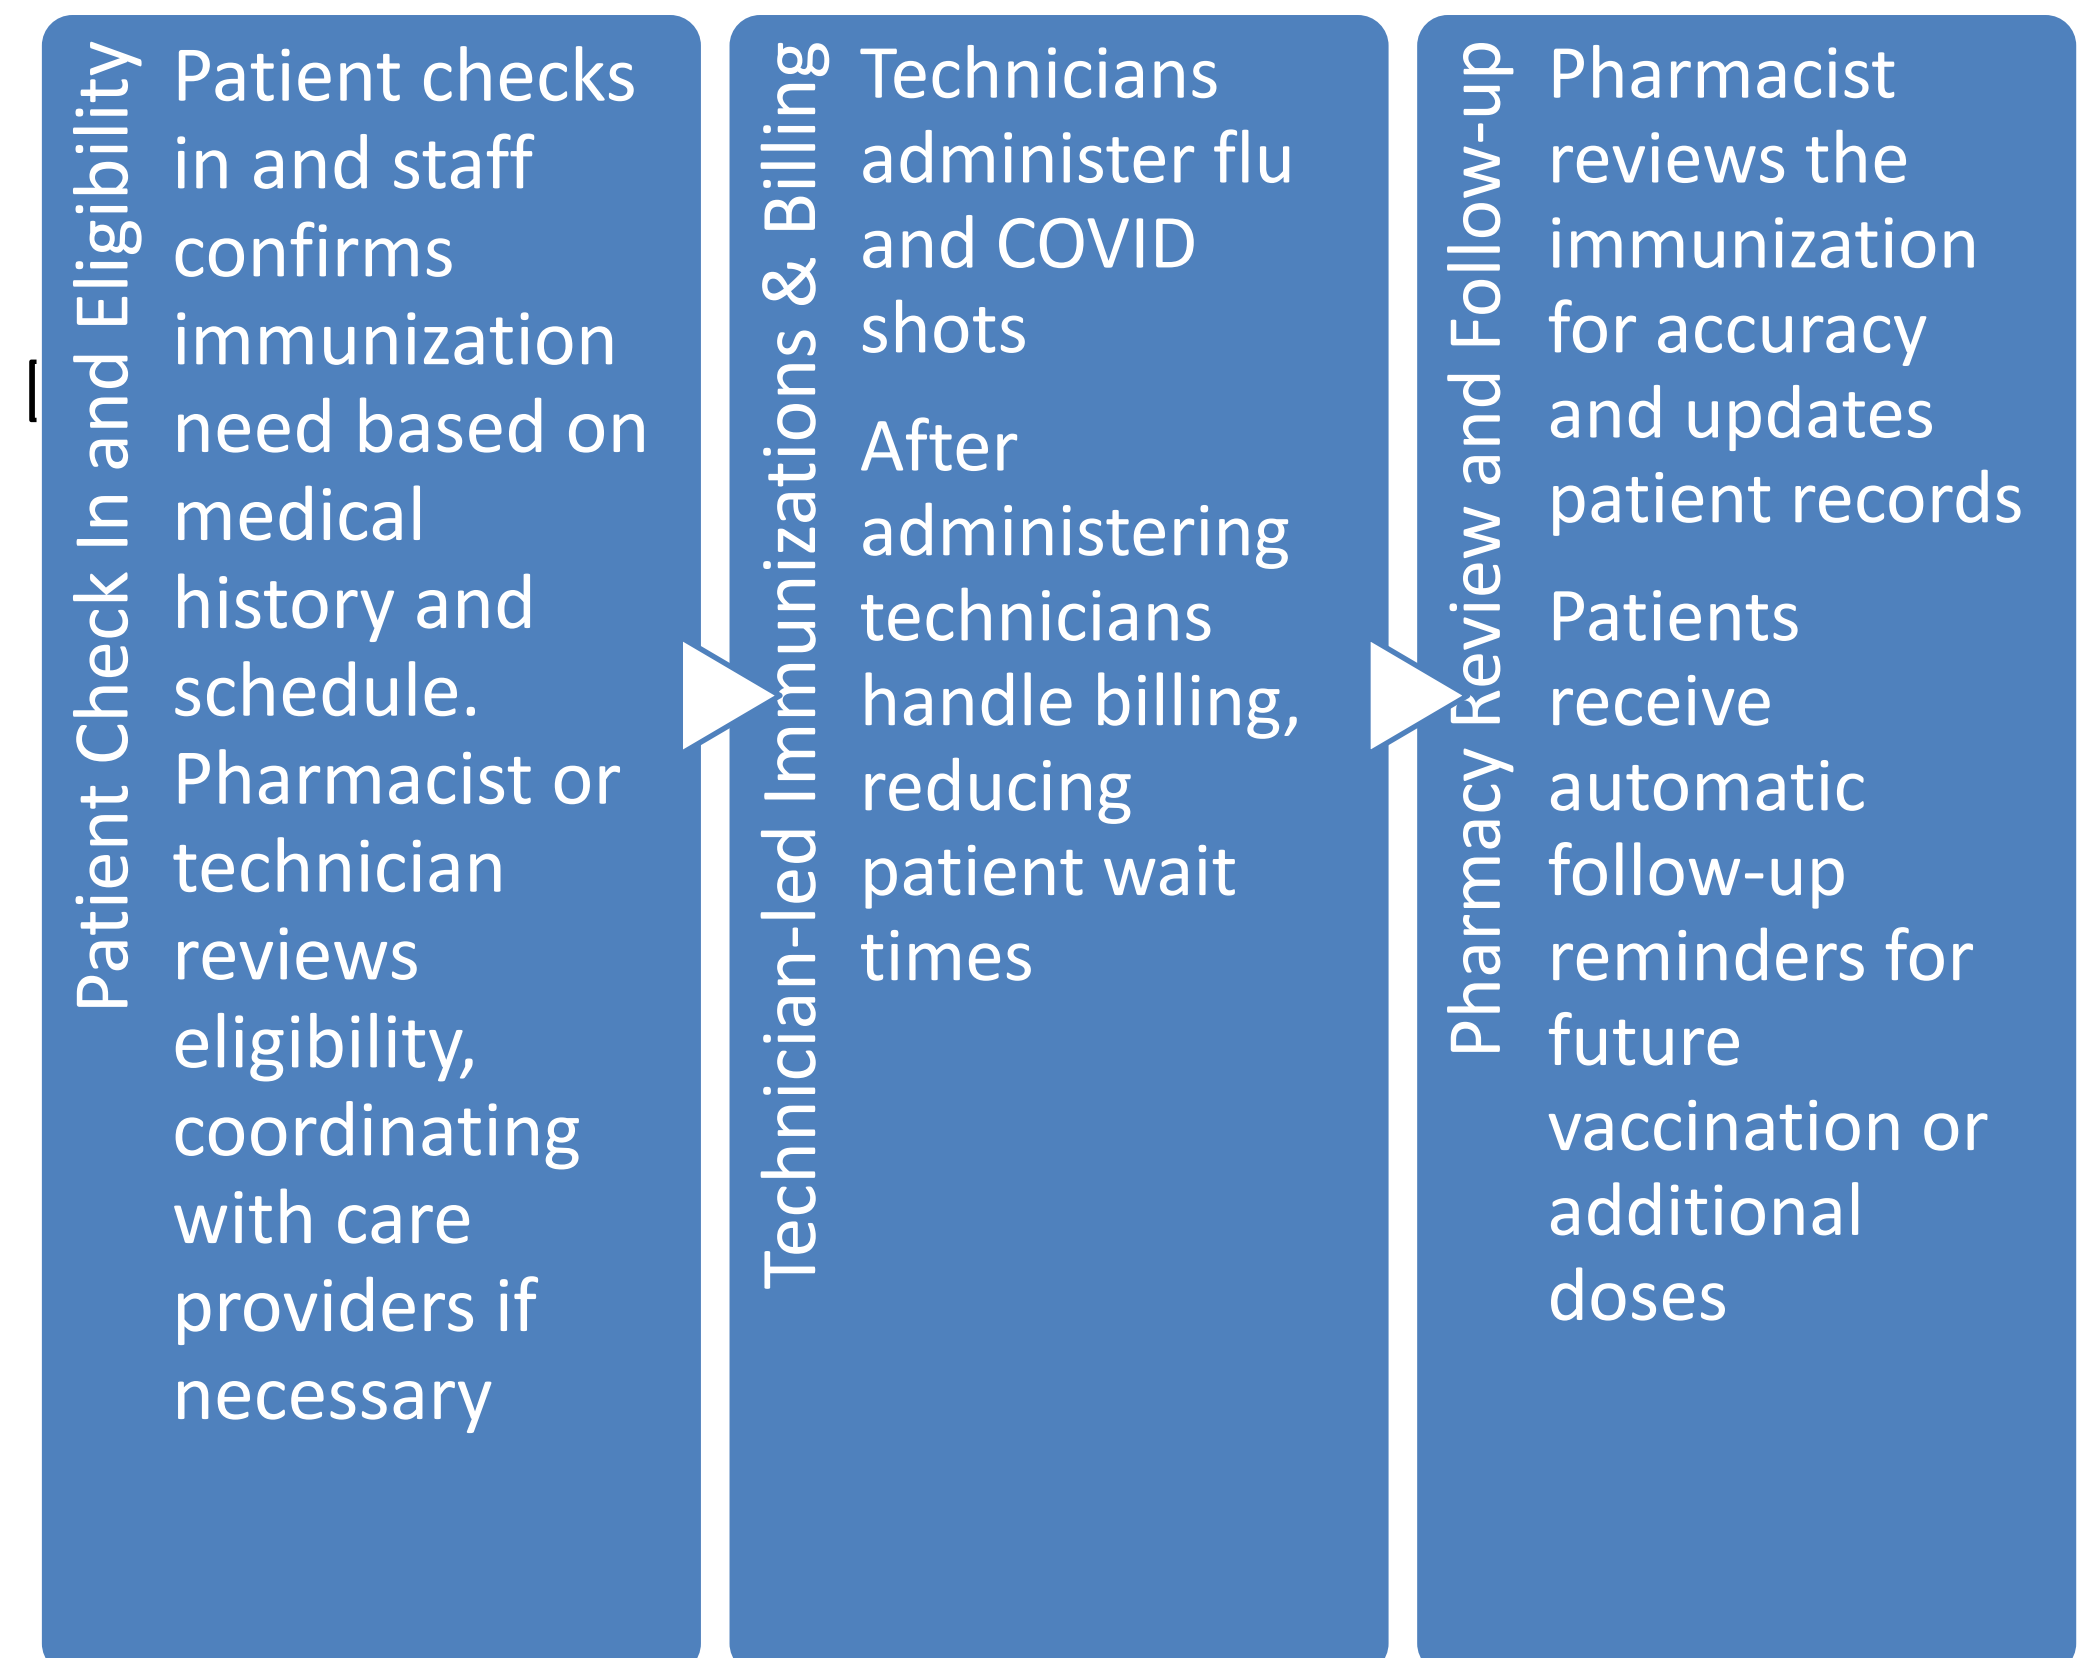 Patient Check In and Eligibility
Patient checks
in and staff
confirms
immunization
need based on
medical
history and
schedule.
Pharmacist or
technician
reviews
eligibility,
coordinating
with care
providers if
necessary
Technician-led Immunizations & Billing
Technicians
administer flu
and COVID
shots
After
administering
technicians
handle billing,
reducing
patient wait
times
Pharmacy Review and Follow-up
Pharmacist
reviews the
immunization
for accuracy
and updates
patient records
Patients
receive
automatic
follow-up
reminders for
future
vaccination or
additional
doses